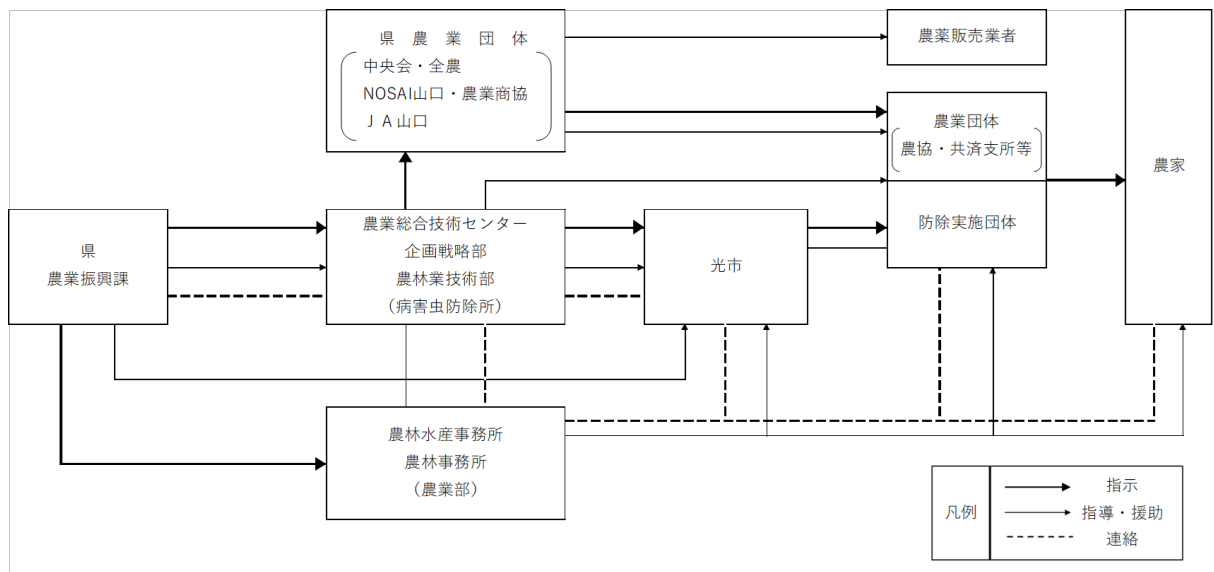 県農業団体
中央会・全農
NOSAI山口・農業商協
ＪＡ山口
農薬販売業者
農業団体
農協・共済支所等
防除実施団体
農家
県
農業振興課
農業総合技術センター
企画戦略部
農林業技術部
（病害虫防除所）
光市
農林水産事務所
農林事務所
（農業部）
凡例
指示
指導・援助
連絡